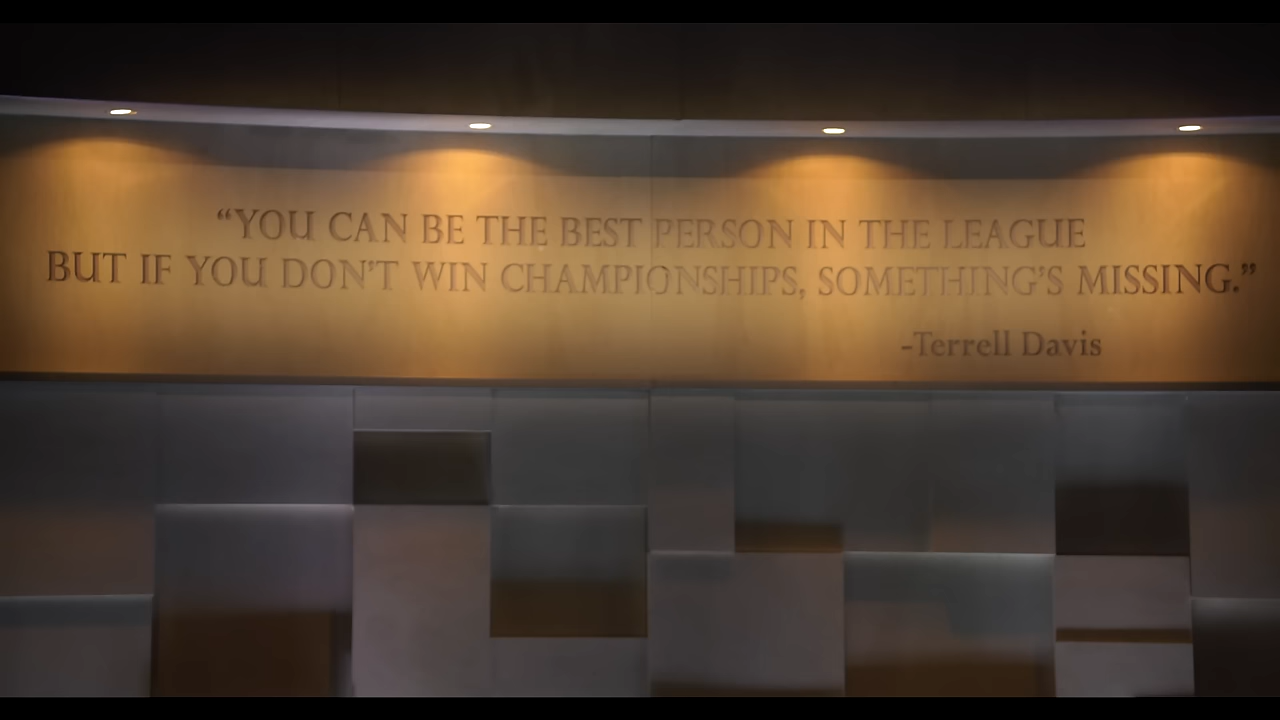 “YOU CAN BE THE BEST PERSON IN THE LEAGUE
BUT IF YOU DON’T WIN CHAMPIONSHIPS, SOMETHING’S MISSING.”
-Terrell Davis